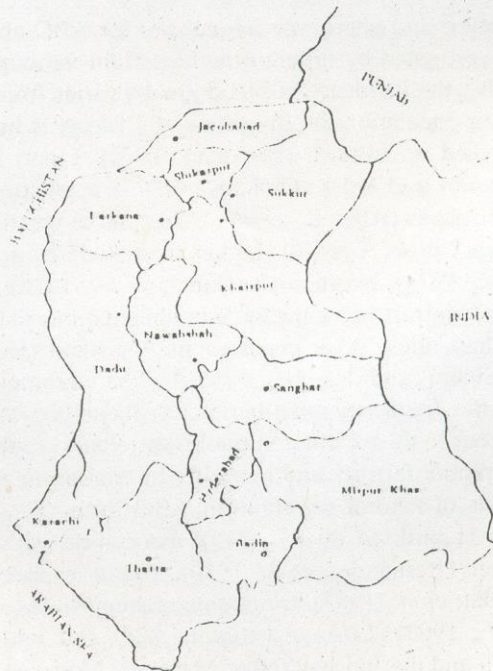 PUNJAB
Jacobabad
BALUCHISTAN
Shikarpur
Sukkur
Larkana
Khairpur
INDIA
Nawabshah
Dadu
Sanghar
Hyderabad
Mirpur Khas
Karachi
Badin
Thatta
ARABIAN SEA